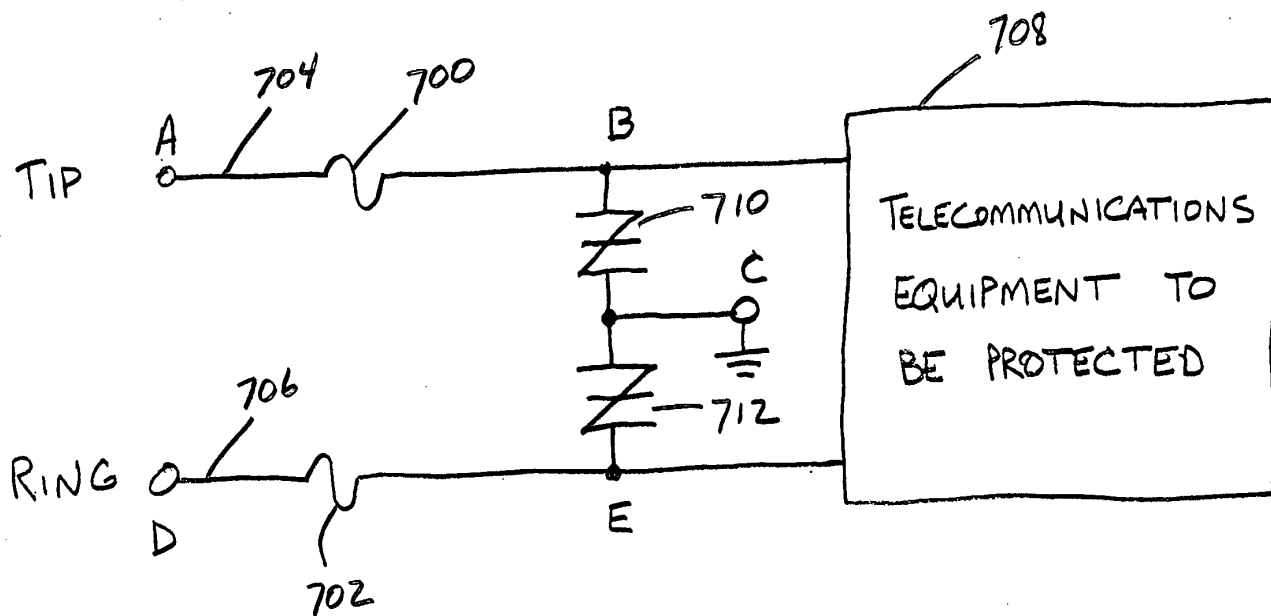 708
704
700
A
B
TIP
710
C
TELECOMMUNICATIONS
EQUIPMENT TO
BE PROTECTED
706
712
RING
D
E
702